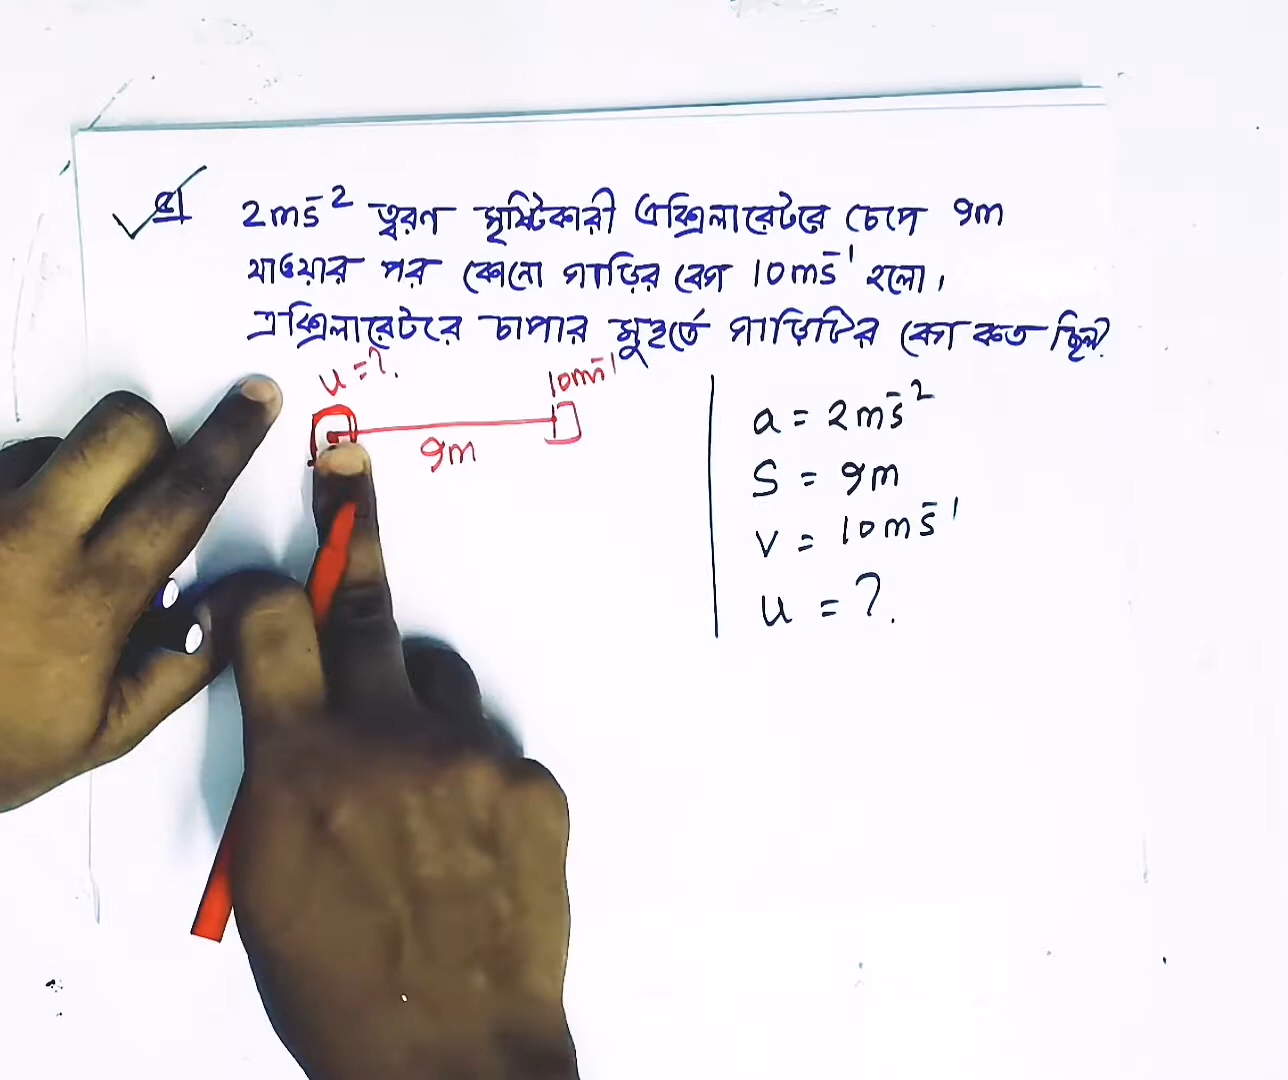 ৫। 2ms̄² ত্বরণ সৃষ্টিকারী এক্সিলারেটরে চেপে 9m
যাওয়ার পর কোনো গাড়ির বেগ 10ms̄¹ হলো।
এক্সিলারেটরে চাপার মুহূর্তে গাড়িটির বেগ কত ছিল?
u = ?.
10ms̄¹
9m
a = 2ms̄²
S = 9m
v = 10ms̄¹
u = ?.